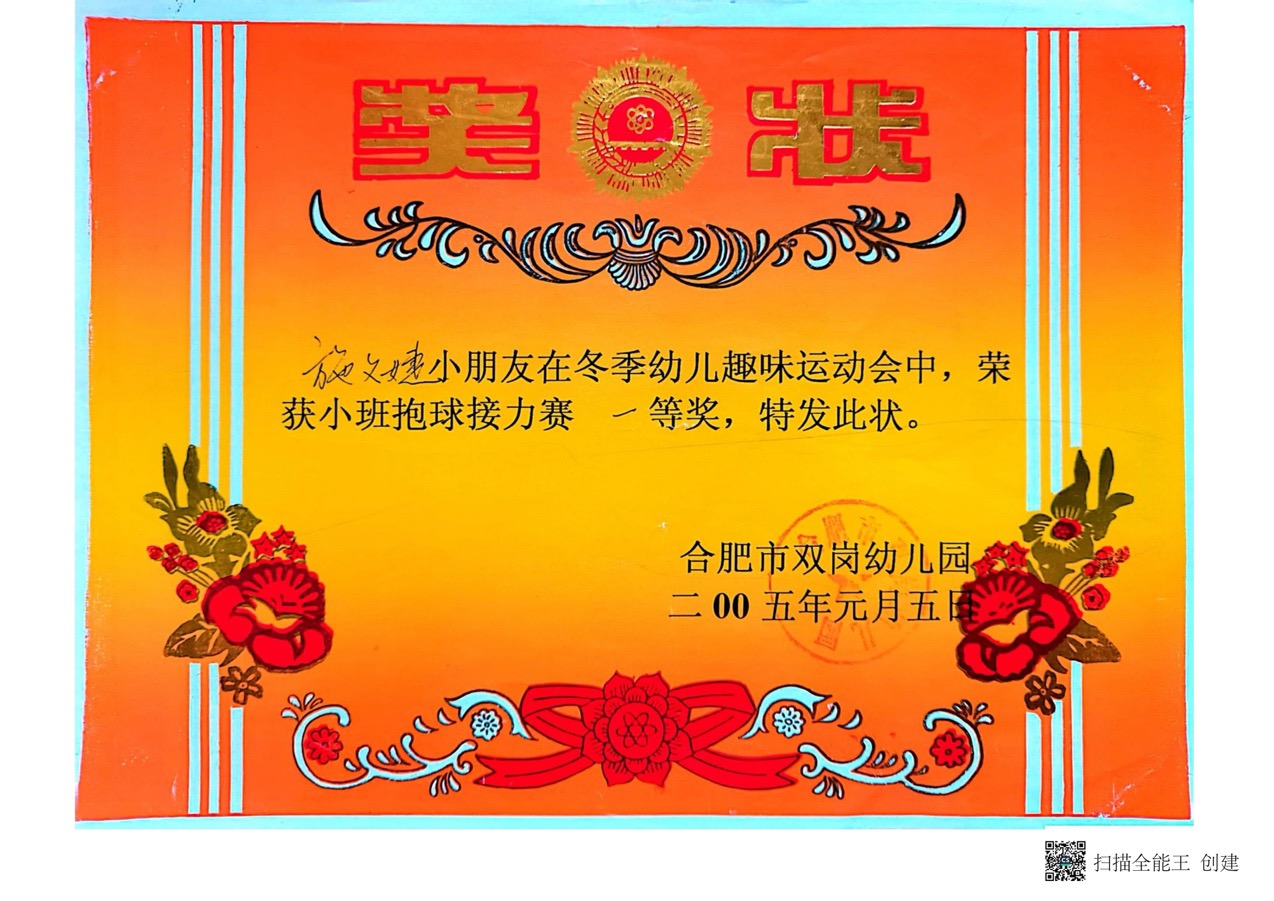 奖状
施文婕小朋友在冬季幼儿趣味运动会中，荣
获小班抱球接力赛 一等奖，特发此状。
合肥市双岗幼儿园
二00五年元月五日
扫描全能王 创建